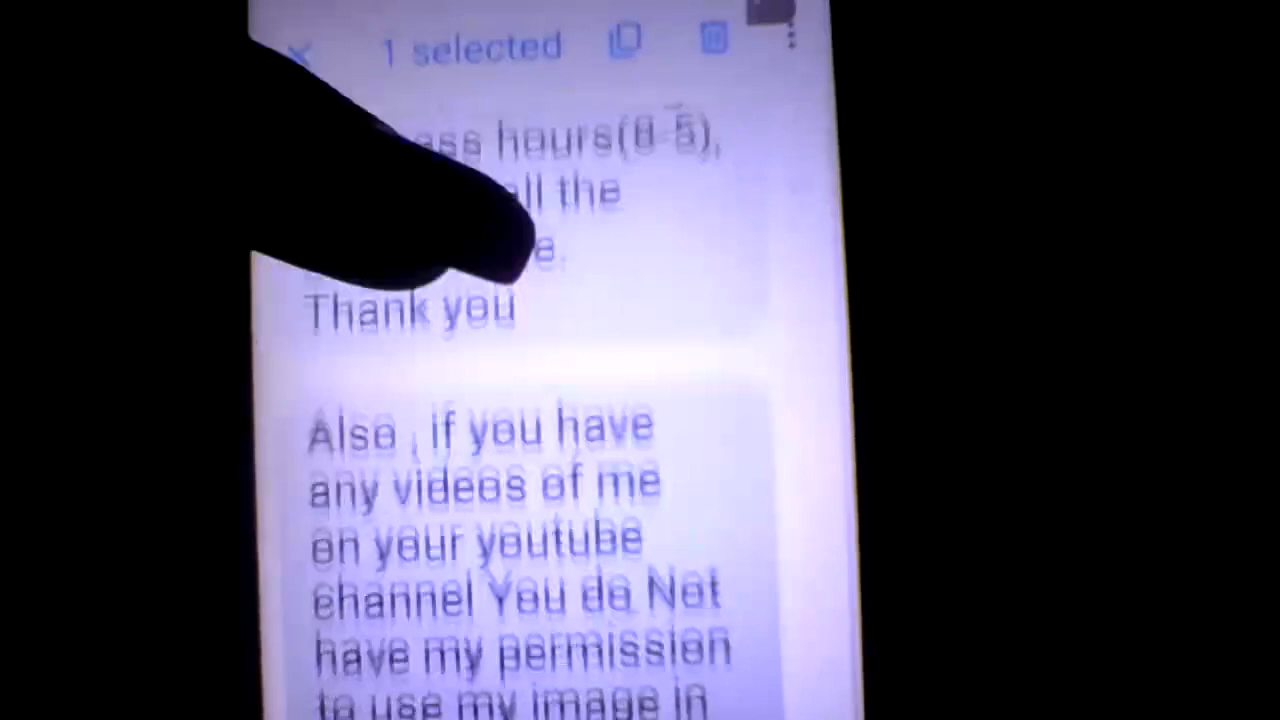 1 selected
hours(8-5),
the
Thank you
Also , if you have
any videos of me
on your youtube
channel You do Not
have my permission
to use my image in